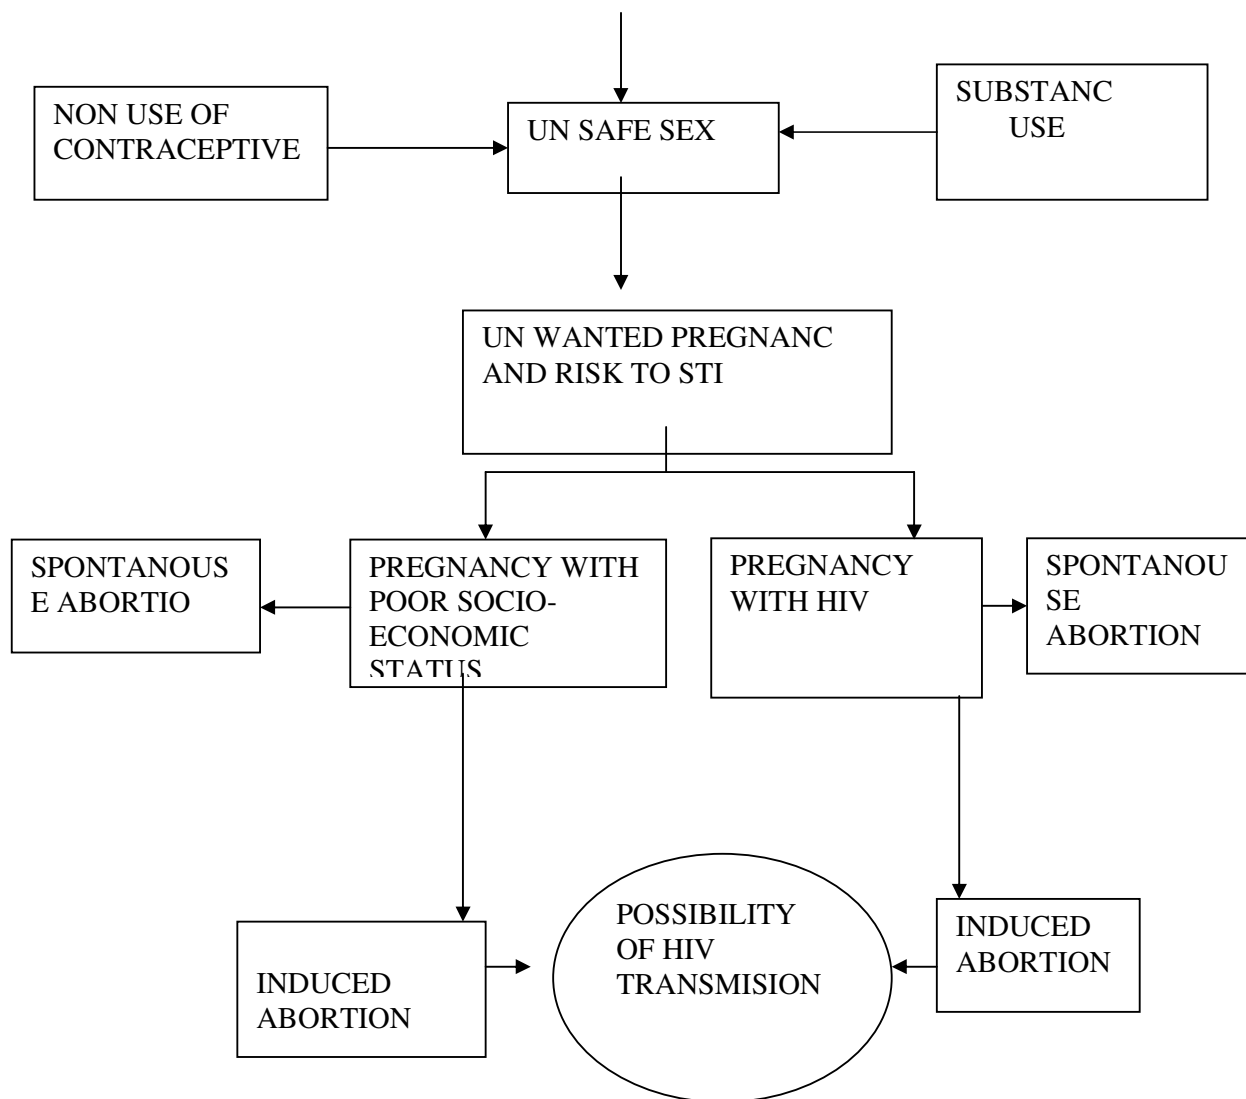 NON USE OF
CONTRACEPTIVE
UN SAFE SEX
SUBSTANC
USE
UN WANTED PREGNANC
AND RISK TO STI
SPONTANOUS
E ABORTIO
PREGNANCY WITH
POOR SOCIO-
ECONOMIC
STATUS
PREGNANCY
WITH HIV
SPONTANOU
SE
ABORTION
INDUCED
ABORTION
POSSIBILITY
OF HIV
TRANSMISION
INDUCED
ABORTION